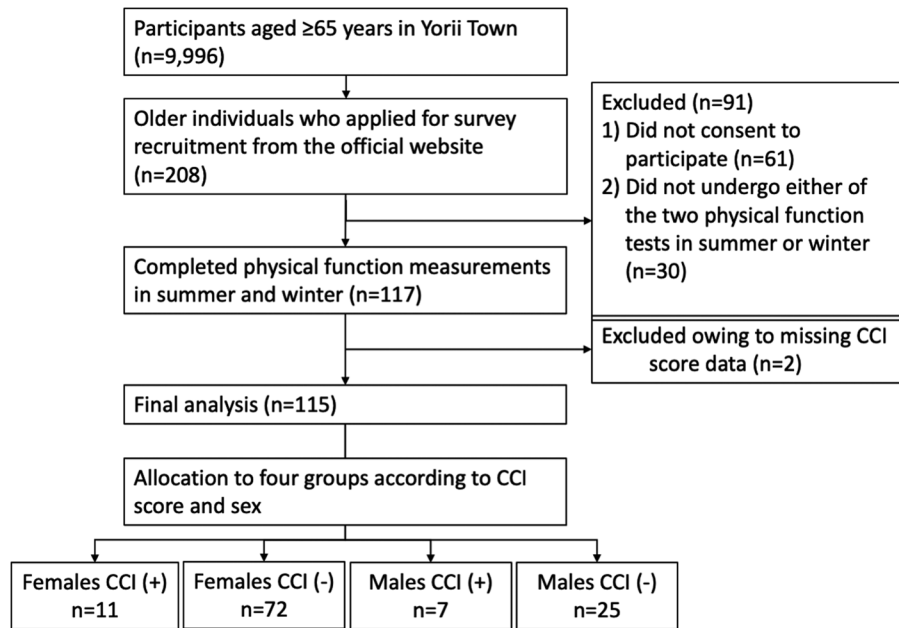 Participants aged ≥65 years in Yorii Town
(n=9,996)
Older individuals who applied for survey
recruitment from the official website
(n=208)
Excluded (n=91)
1) Did not consent to
participate (n=61)
2) Did not undergo either of
the two physical function
tests in summer or winter
(n=30)
Completed physical function measurements
in summer and winter (n=117)
Excluded owing to missing CCI
score data (n=2)
Final analysis (n=115)
Allocation to four groups according to CCI
score and sex
Females CCI (+)
n=11
Females CCI (-)
n=72
Males CCI (+)
n=7
Males CCI (-)
n=25